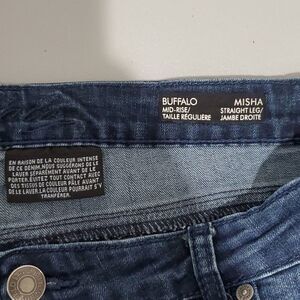 BUFFALO
MID-RISE/
TAILLE RÉGULIÈRE
MISHA
STRAIGHT LEG/
JAMBE DROITE
EN RAISON DE LA COULEUR INTENSE
DE CE DENIM, NOUS SUGGÉRONS DE LE
LAVER SÉPARÉMENT AVANT DE LE
PORTER. ÉVITEZ TOUT CONTACT AVEC
DES TISSUS DE COULEUR PÂLE AVANT
DE LE LAVER. LA COULEUR POURRAIT S'Y
TRANFÉRER.